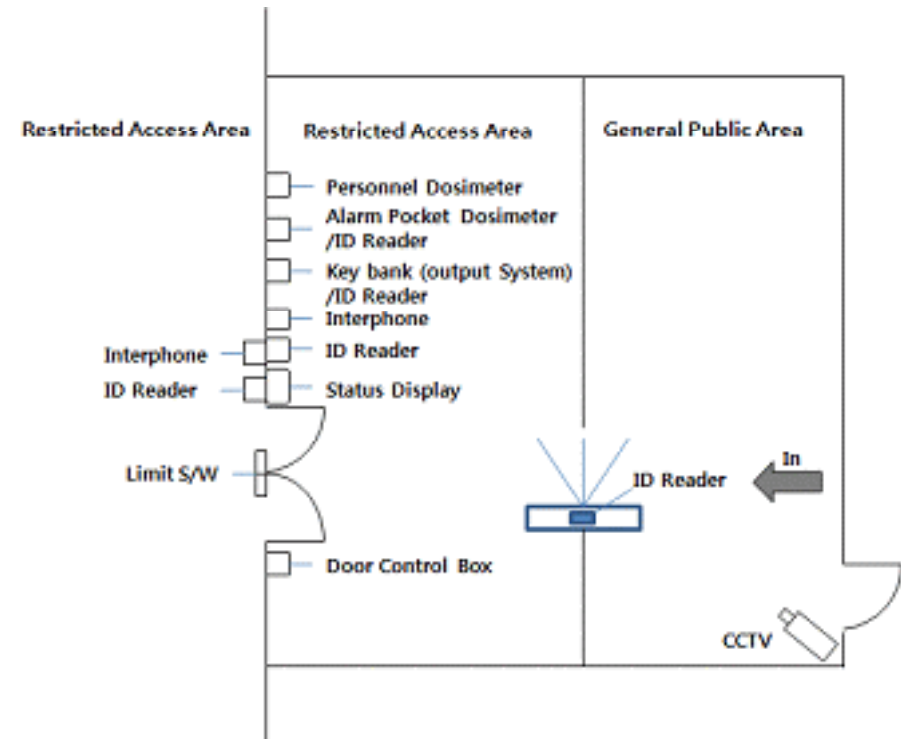 Restricted Access Area
Restricted Access Area
General Public Area
Personnel Dosimeter
Alarm Pocket Dosimeter
/ID Reader
Key bank (output System)
/ID Reader
Interphone
Interphone
ID Reader
ID Reader
Status Display
Limit S/W
In
ID Reader
Door Control Box
CCTV